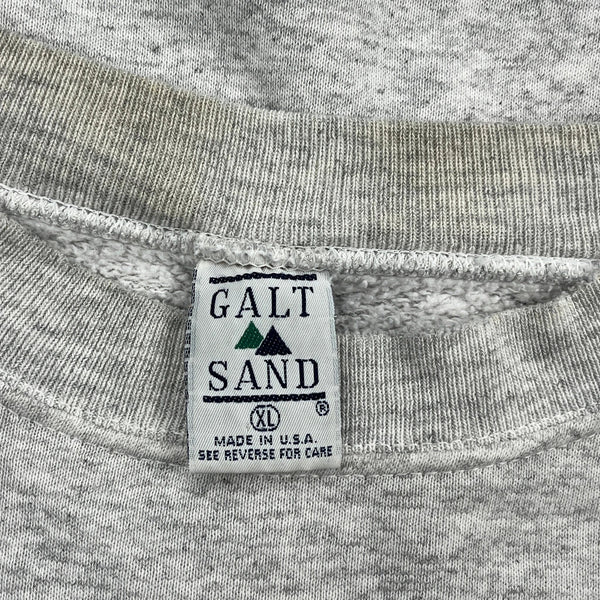 GALT
SAND
XL ®
MADE IN U.S.A.
SEE REVERSE FOR CARE